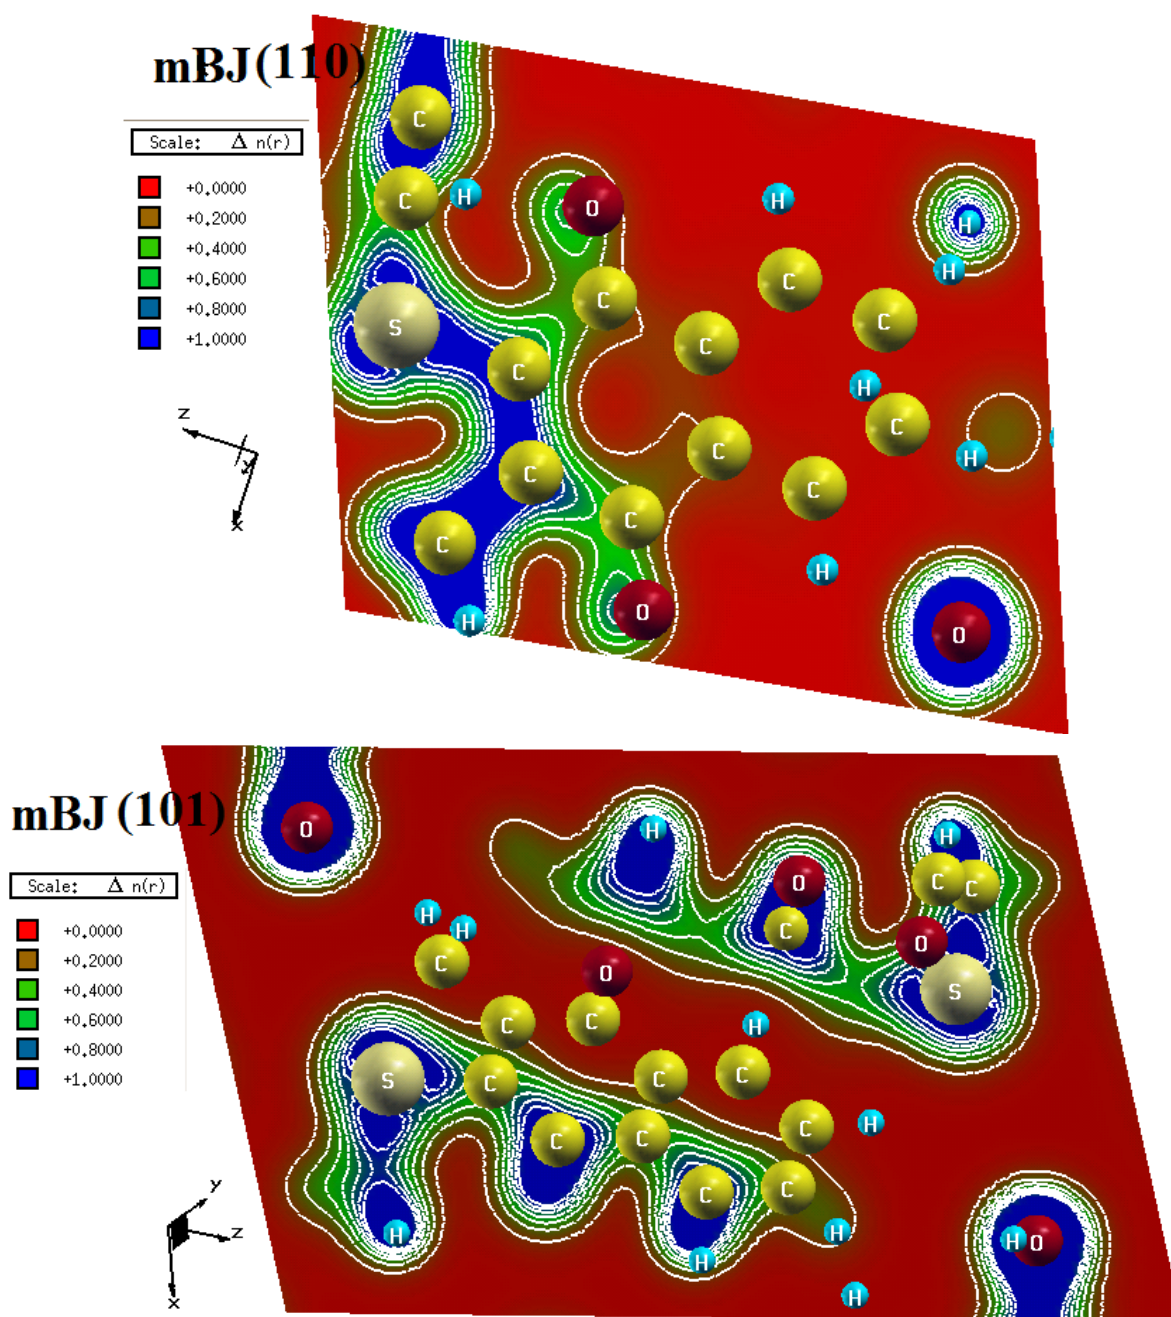 mBJ(110)
Scale: Δ n(r)
+0.0000
+0.2000
+0.4000
+0.6000
+0.8000
+1.0000
z
y
x
C
C
H
O
H
H
H
C
C
C
S
C
C
H
C
C
C
H
C
C
C
C
H
H
O
O
mBJ (101)
Scale: Δ n(r)
+0.0000
+0.2000
+0.4000
+0.6000
+0.8000
+1.0000
y
z
x
O
H
H
O
C
C
H
H
C
C
O
C
O
S
C
C
H
S
C
C
C
C
H
C
C
C
C
H
H
H
H
O
H